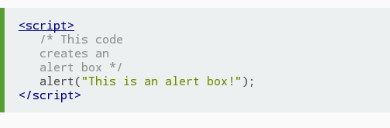 <script>
/* This code
creates an
alert box */
alert("This is an alert box!");
</script>